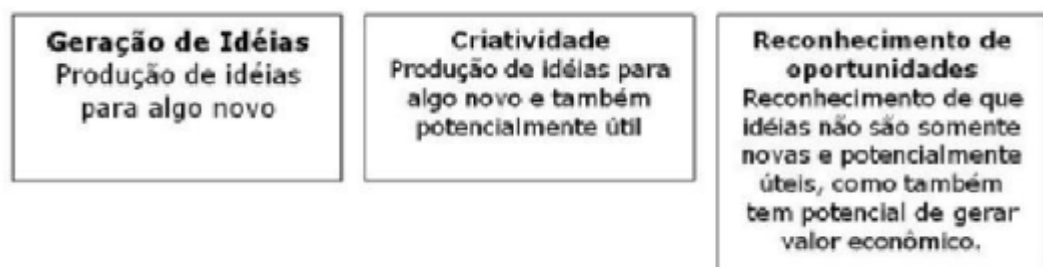 Geração de Idéias
Produção de idéias
para algo novo
Criatividade
Produção de idéias para
algo novo e também
potencialmente útil
Reconhecimento de
oportunidades
Reconhecimento de que
idéias não são somente
novas e potencialmente
úteis, como também
tem potencial de gerar
valor econômico.